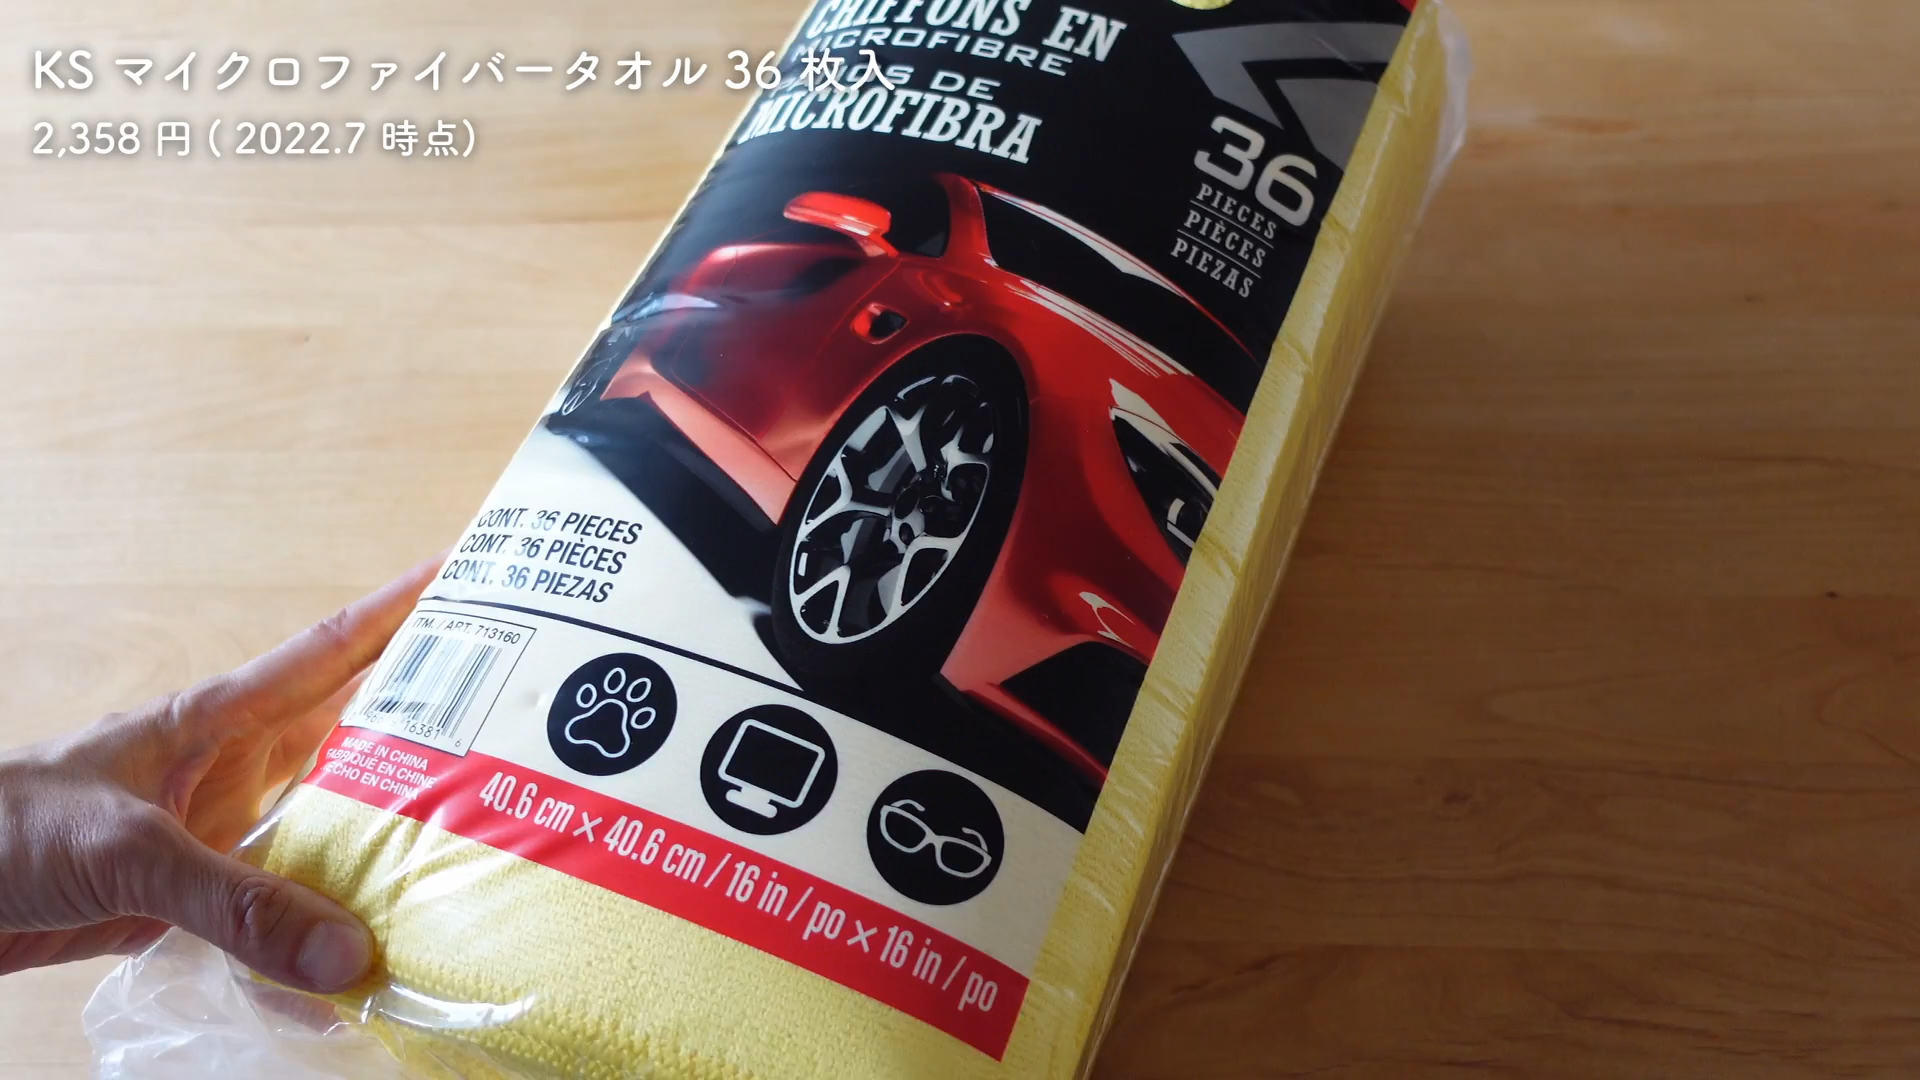 KS マイクロファイバータオル 36 枚入
2,358 円 ( 2022.7 時点)
CHIFFONS EN
MICROFIBRE
DE
MICROFIBRA
36
PIECES
PIÈCES
PIEZAS
CONT. 36 PIECES
CONT. 36 PIÈCES
CONT. 36 PIEZAS
ITM. / ART. 713160
16381 6
MADE IN CHINA
FABRIQUÉ EN CHINE
HECHO EN CHINA
40.6 cm × 40.6 cm / 16 in / po × 16 in / po